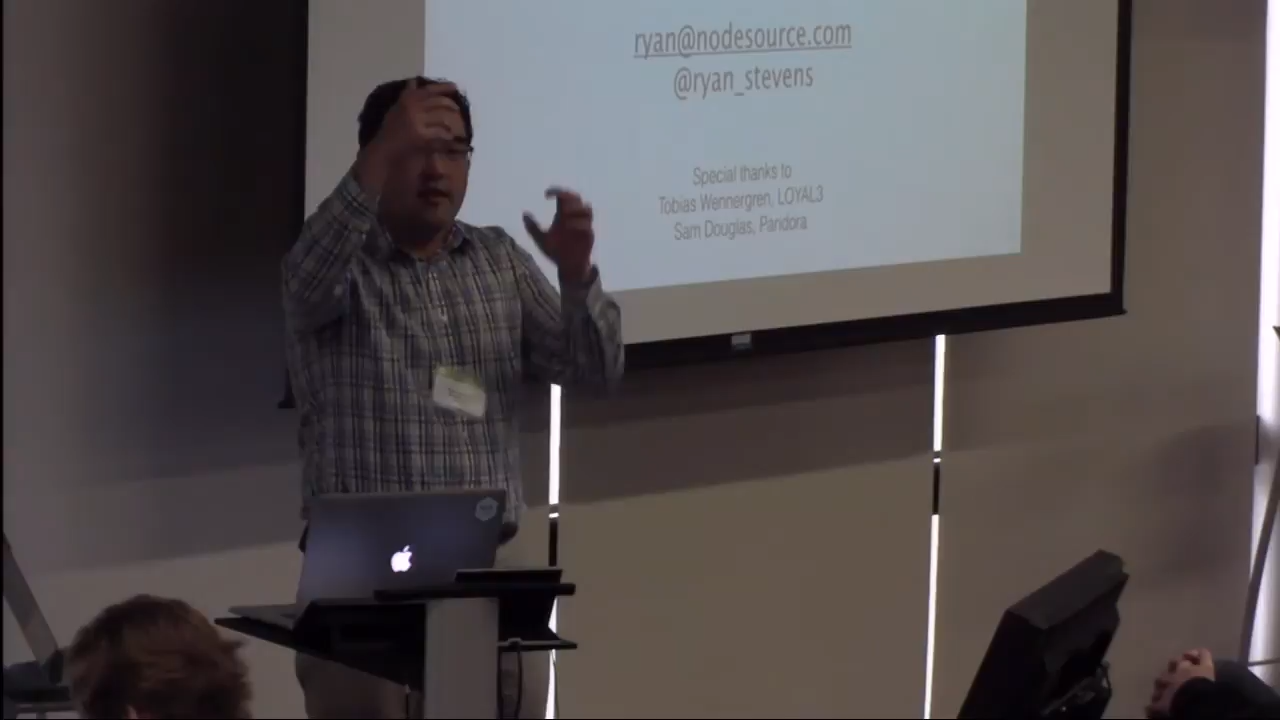 ryan@nodesource.com
@ryan_stevens
Special thanks to
Tobias Wennergren, LOYAL3
Sam Douglas, Pandora